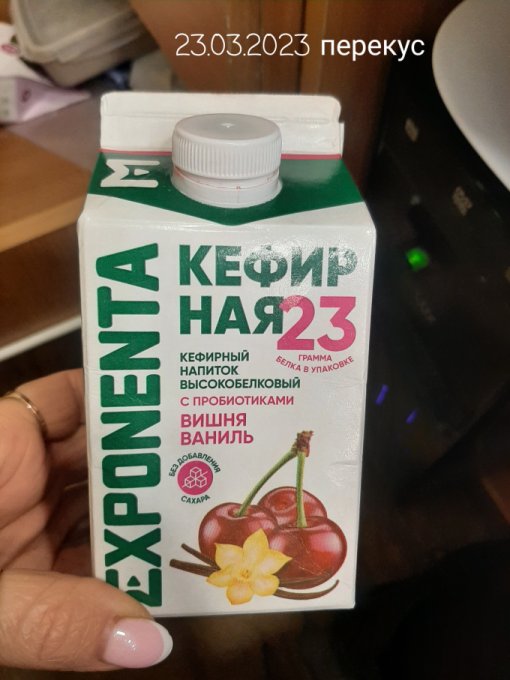 23.03.2023 перекус
EXPONENTA
КЕФИР
НАЯ 23
ГРАММА
БЕЛКА В УПАКОВКЕ
КЕФИРНЫЙ
НАПИТОК
ВЫСОКОБЕЛКОВЫЙ
С ПРОБИОТИКАМИ
ВИШНЯ
ВАНИЛЬ
БЕЗ ДОБАВЛЕНИЯ
САХАРА